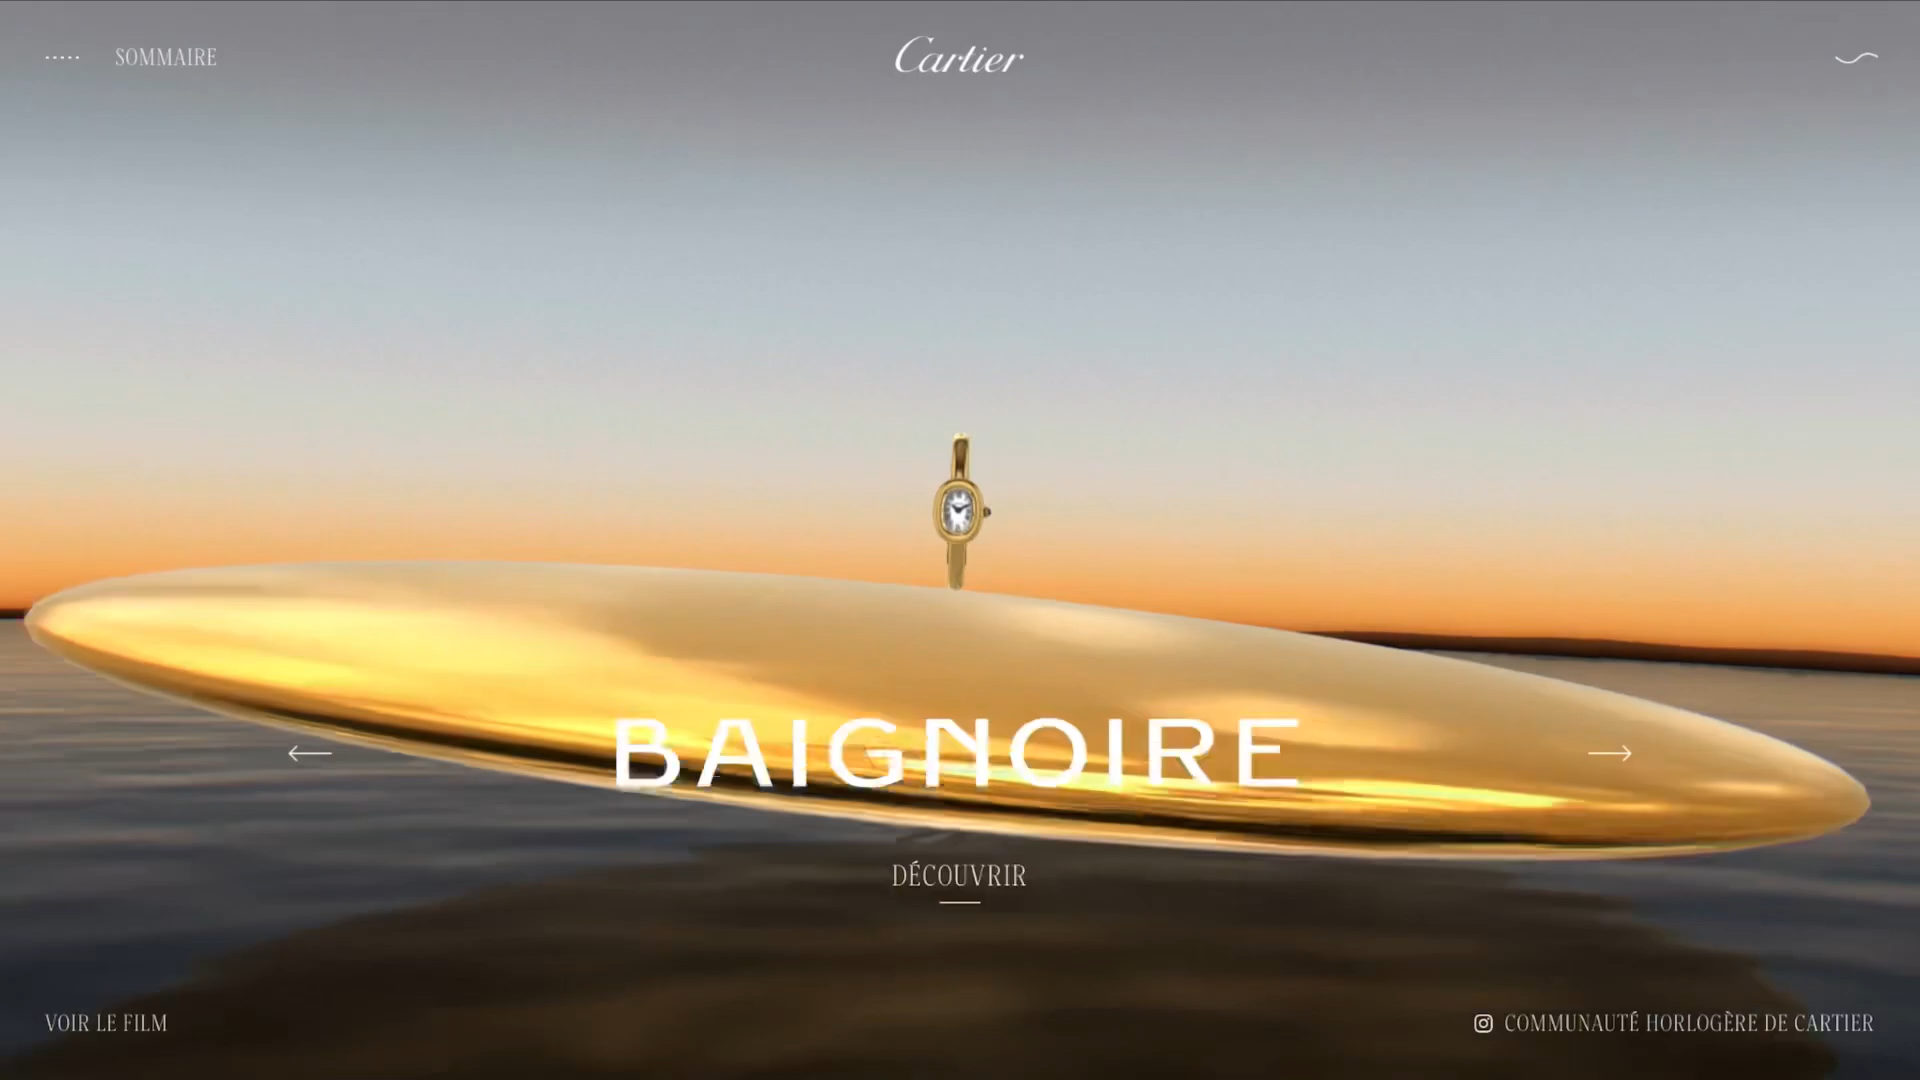 SOMMAIRE
Cartier
BAIGNOIRE
DÉCOUVRIR
VOIR LE FILM
COMMUNAUTÉ HORLOGÈRE DE CARTIER